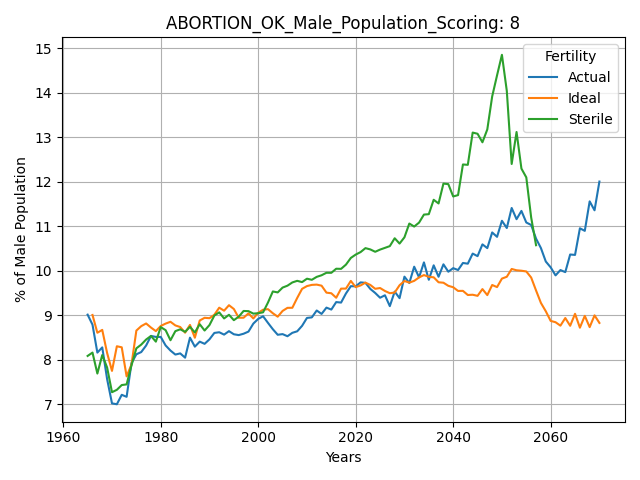 ABORTION_OK_Male_Population_Scoring: 8
15
14
13
12
11
10
9
8
7
% of Male Population
1960
1980
2000
2020
2040
2060
Years
Fertility
Actual
Ideal
Sterile